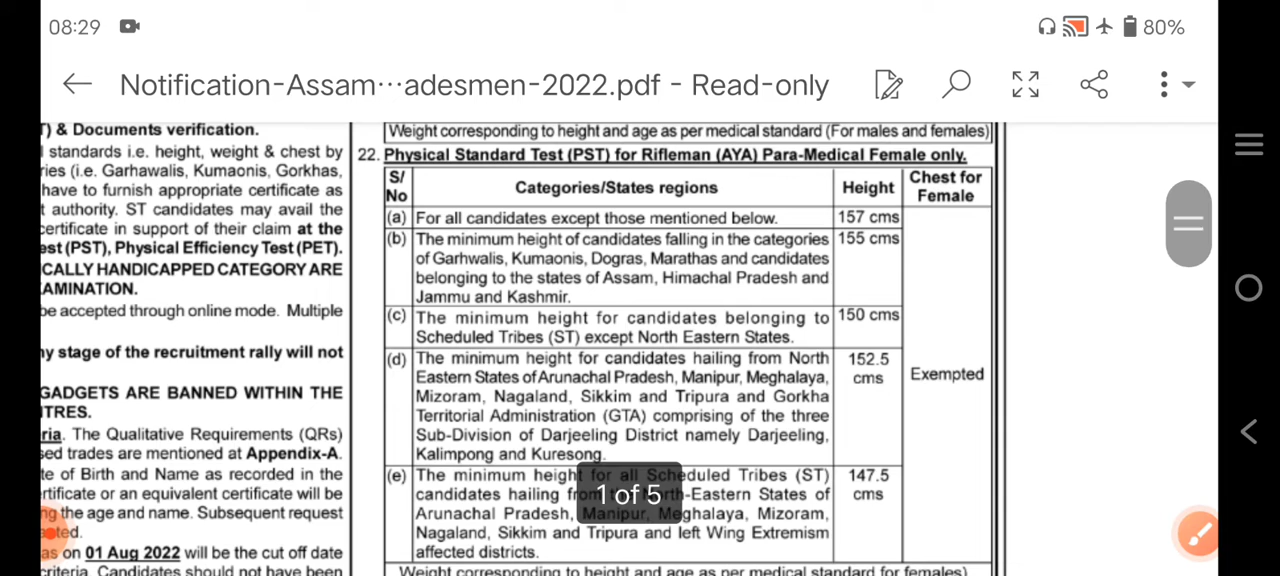 08:29
80%
Notification-Assam···adesmen-2022.pdf - Read-only
T) & Documents verification.
l standards i.e. height, weight & chest by
ries (i.e. Garhawalis, Kumaonis, Gorkhas,
have to furnish appropriate certificate as
t authority. ST candidates may avail the
certificate in support of their claim at the
est (PST), Physical Efficiency Test (PET).
CALLY HANDICAPPED CATEGORY ARE
AMINATION.
be accepted through online mode. Multiple
ny stage of the recruitment rally will not
GADGETS ARE BANNED WITHIN THE
TRES.
ria. The Qualitative Requirements (QRs)
sed trades are mentioned at Appendix-A.
te of Birth and Name as recorded in the
rtificate or an equivalent certificate will be
ng the age and name. Subsequent request
as on 01 Aug 2022 will be the cut off date
criteria. Candidates should not have been
Weight corresponding to height and age as per medical standard (For males and females)
22. Physical Standard Test (PST) for Rifleman (AYA) Para-Medical Female only.
S/ No Categories/States regions Height Chest for Female
(a) For all candidates except those mentioned below. 157 cms
(b) The minimum height of candidates falling in the categories 155 cms
of Garhwalis, Kumaonis, Dogras, Marathas and candidates
belonging to the states of Assam, Himachal Pradesh and
Jammu and Kashmir.
(c) The minimum height for candidates belonging to 150 cms
Scheduled Tribes (ST) except North Eastern States.
(d) The minimum height for candidates hailing from North 152.5
Eastern States of Arunachal Pradesh, Manipur, Meghalaya, cms
Mizoram, Nagaland, Sikkim and Tripura and Gorkha
Territorial Administration (GTA) comprising of the three
Sub-Division of Darjeeling District namely Darjeeling,
Kalimpong and Kuresong.
Exempted
(e) The minimum height for all Scheduled Tribes (ST) 147.5
candidates hailing from North-Eastern States of cms
Arunachal Pradesh, Manipur, Meghalaya, Mizoram,
Nagaland, Sikkim and Tripura and left Wing Extremism
affected districts.
Weight corresponding to height and age as per medical standard for females)
1 of 5